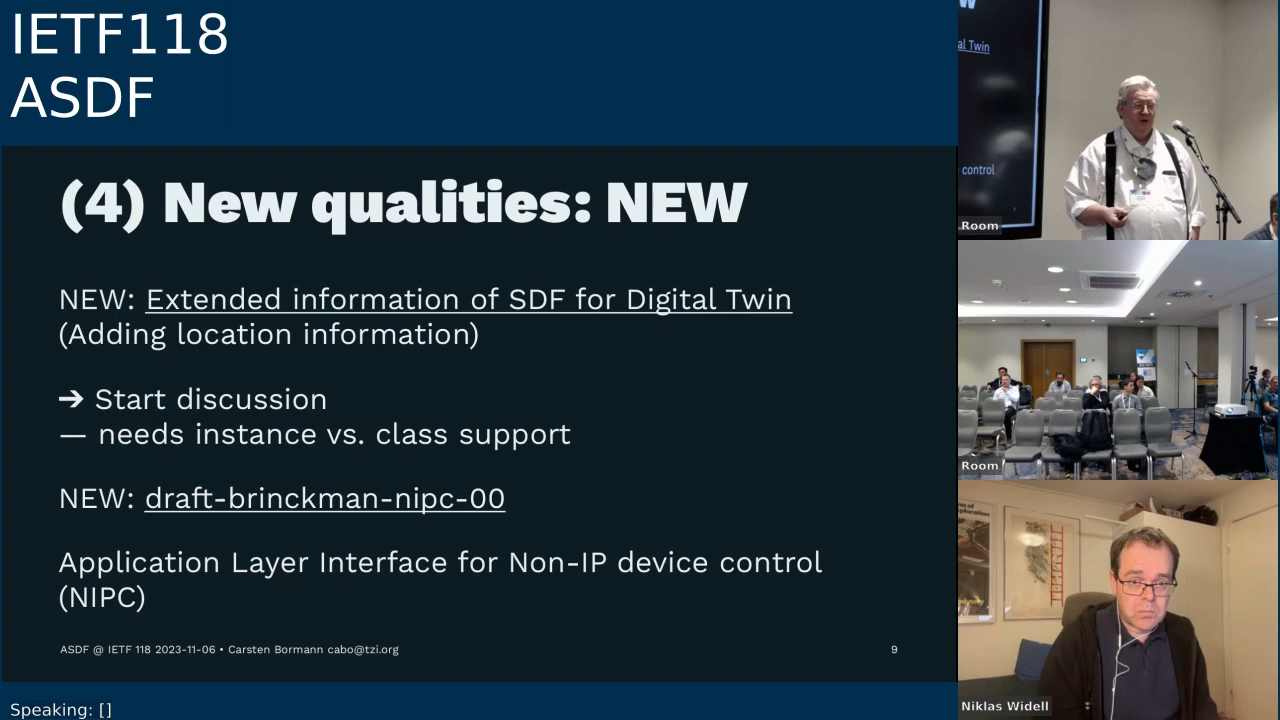 IETF118
ASDF
(4) New qualities: NEW
NEW: Extended information of SDF for Digital Twin
(Adding location information)
➔ Start discussion
— needs instance vs. class support
NEW: draft-brinckman-nipc-00
Application Layer Interface for Non-IP device control
(NIPC)
ASDF @ IETF 118 2023-11-06 • Carsten Bormann cabo@tzi.org
9
Speaking: []
al Twin
control
Room
Room
Niklas Widell